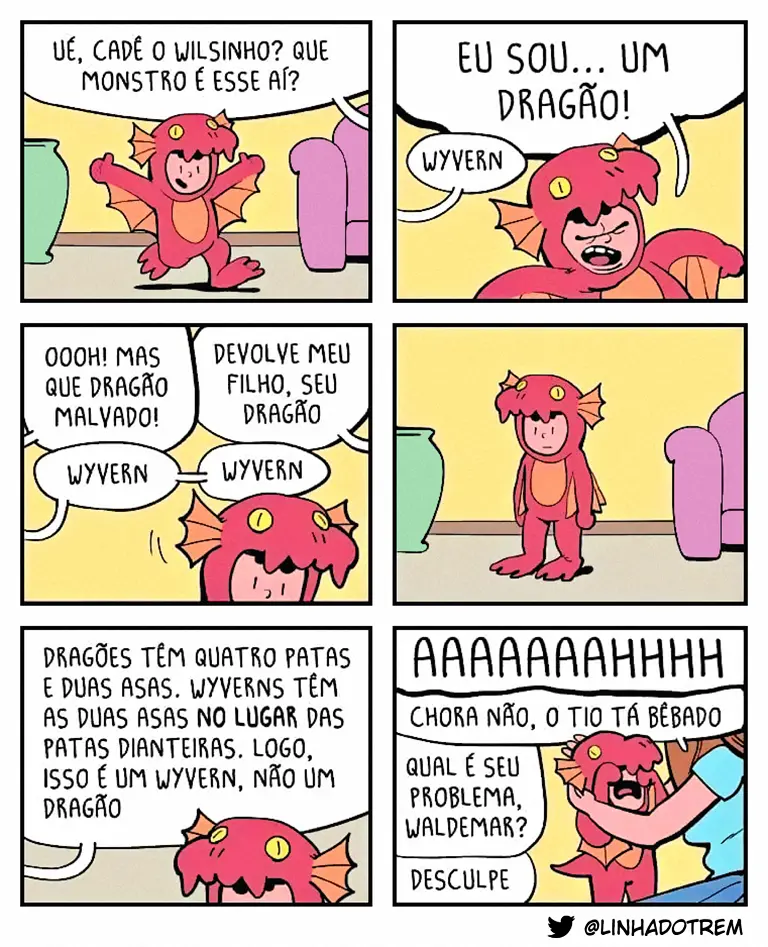 UÉ, CADÊ O WILSINHO? QUE
MONSTRO É ESSE AÍ?
EU SOU... UM
DRAGÃO!
WYVERN
OOOH! MAS
QUE DRAGÃO
MALVADO!
DEVOLVE MEU
FILHO, SEU
DRAGÃO
WYVERN
WYVERN
DRAGÕES TÊM QUATRO PATAS
E DUAS ASAS. WYVERNS TÊM
AS DUAS ASAS NO LUGAR DAS
PATAS DIANTEIRAS. LOGO,
ISSO É UM WYVERN, NÃO UM
DRAGÃO
AAAAAAAHHHH
CHORA NÃO, O TIO TÁ BÊBADO
QUAL É SEU
PROBLEMA,
WALDEMAR?
DESCULPE
@LINHADOTREM